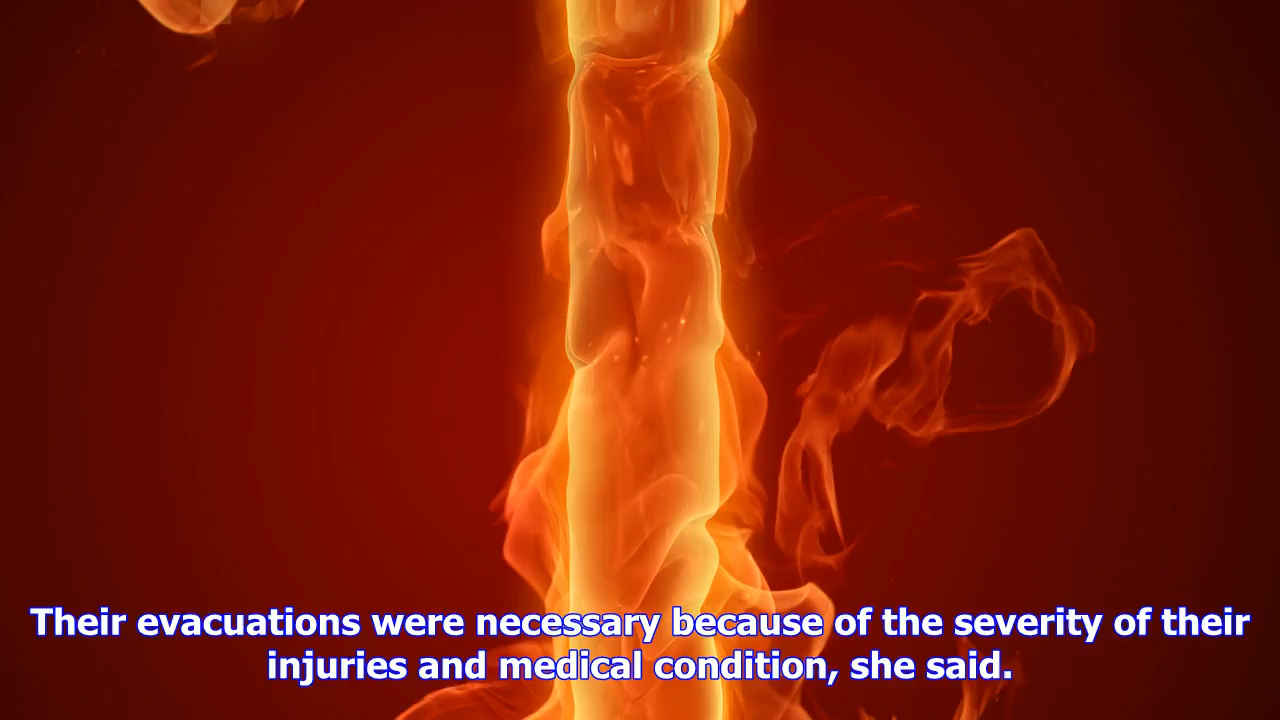 Their evacuations were necessary because of the severity of their
injuries and medical condition, she said.